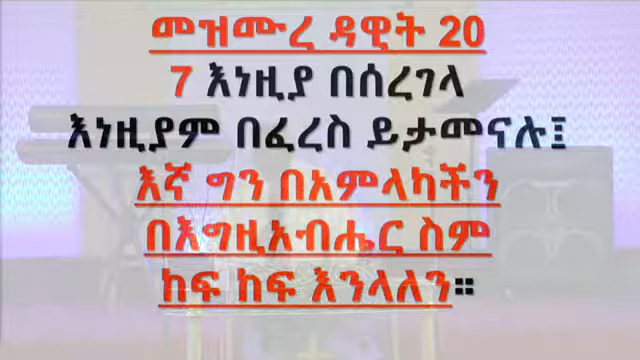 መዝሙረ ዳዊት 20
7 እነዚያ በሰረገላ
እነዚያም በፈረስ ይታመናሉ፤
እኛ ግን በአምላካችን
በእግዚአብሔር ስም
ከፍ ከፍ እንላለን።